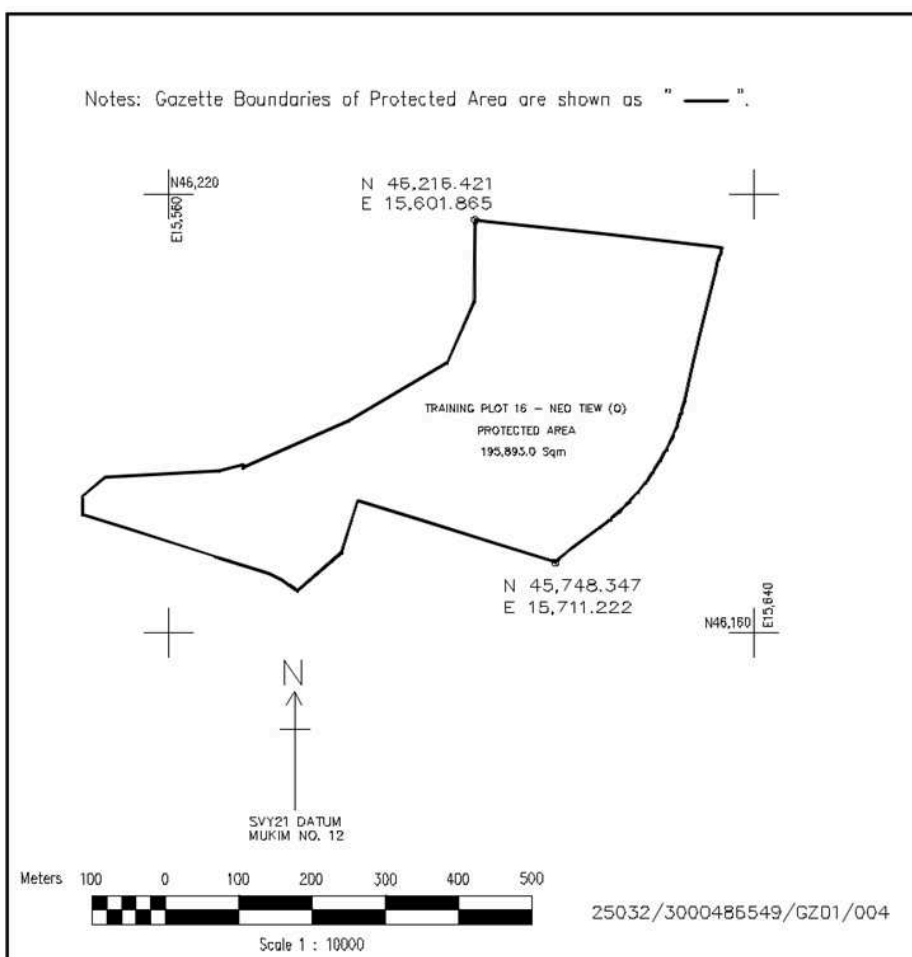 Notes: Gazette Boundaries of Protected Area are shown as " —— ".
N46,220
E15,560
N 46,216.421
E 15,601.865
TRAINING PLOT 16 – NEO TIEW (Q)
PROTECTED AREA
195,893.0 Sqm
N 45,748.347
E 15,711.222
N46,160
E15,640
N
SVY21 DATUM
MUKIM NO. 12
Meters 100 0 100 200 300 400 500
Scale 1 : 10000
25032/3000486549/GZ01/004